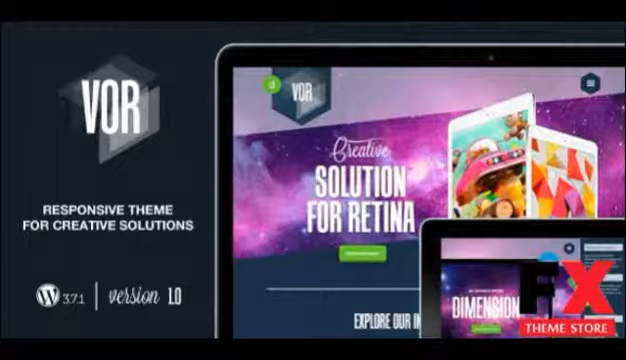 VOR
RESPONSIVE THEME
FOR CREATIVE SOLUTIONS
3.7.1
version 1.0
VOR
Creative
SOLUTION
FOR RETINA
EXPLORE OUR
DIMENSION
FX
THEME STORE